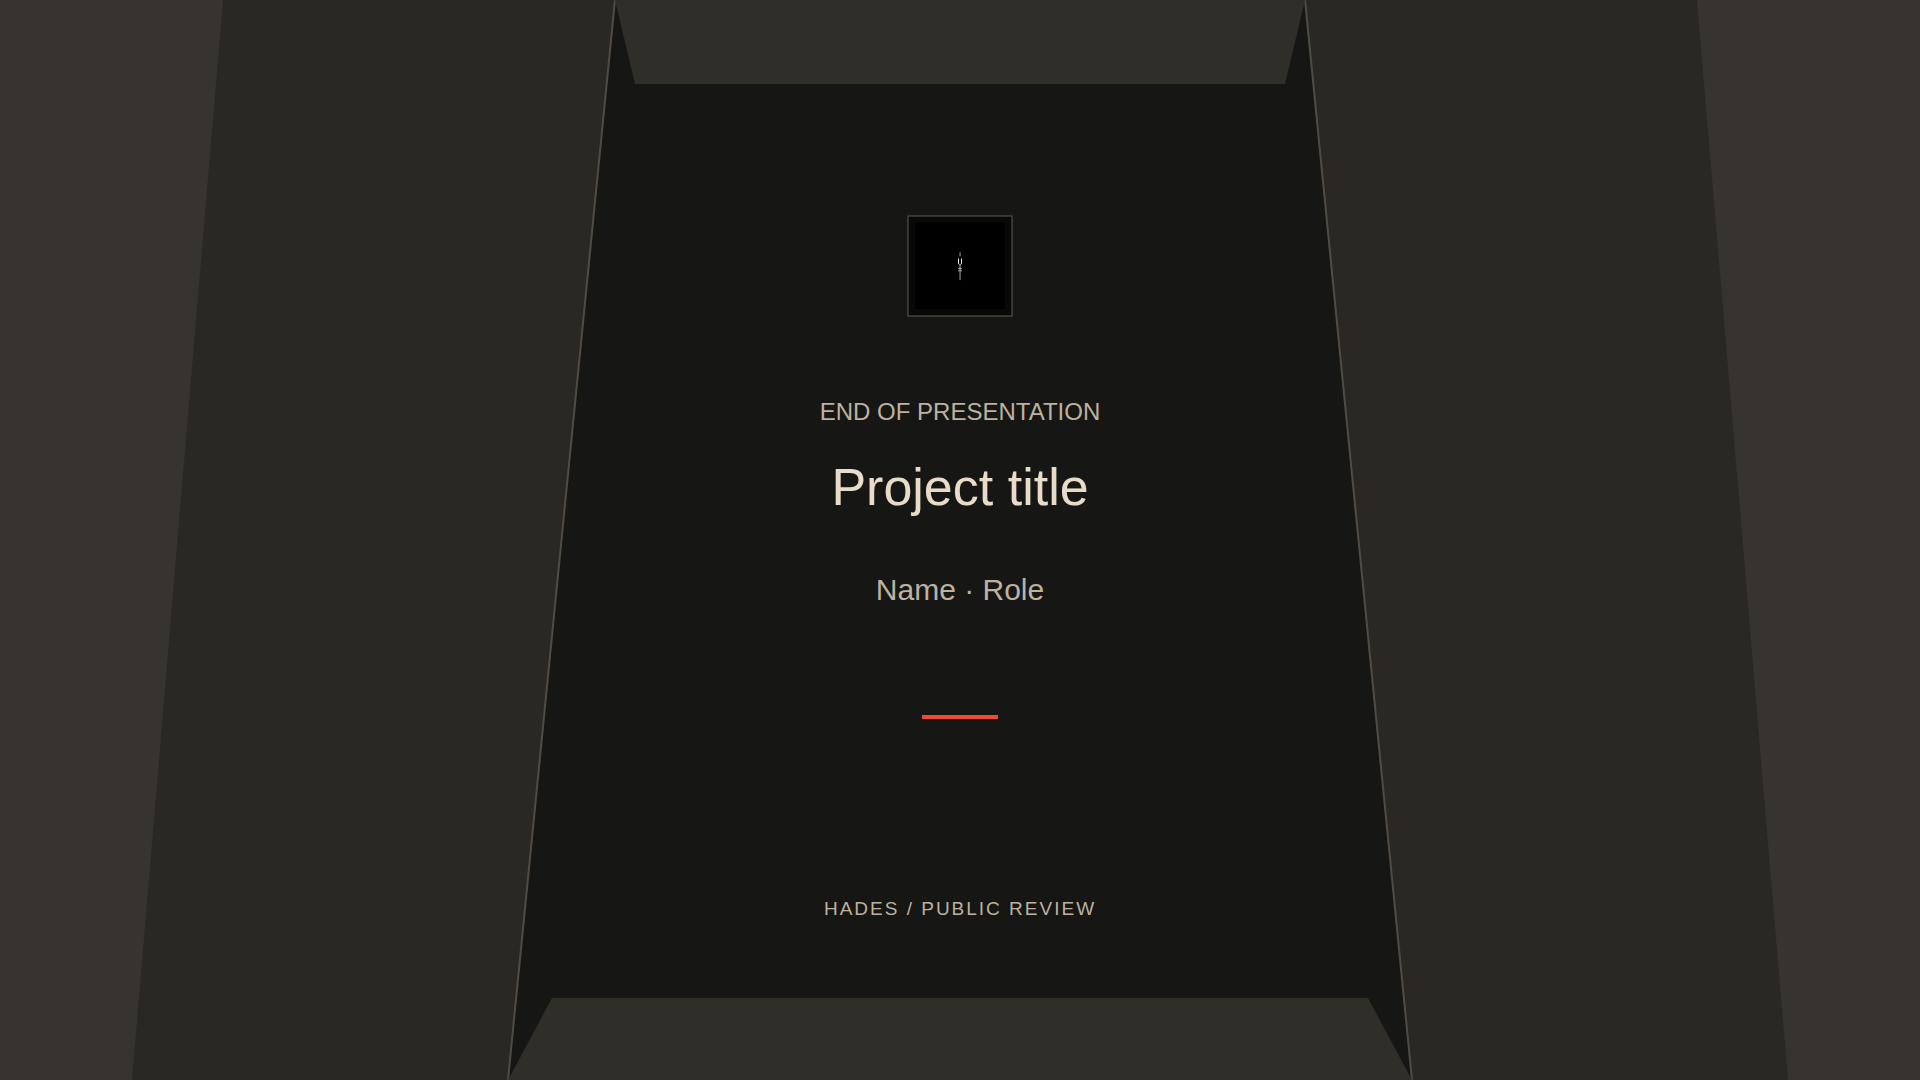 END OF PRESENTATION
Project title
Name · Role
HADES / PUBLIC REVIEW